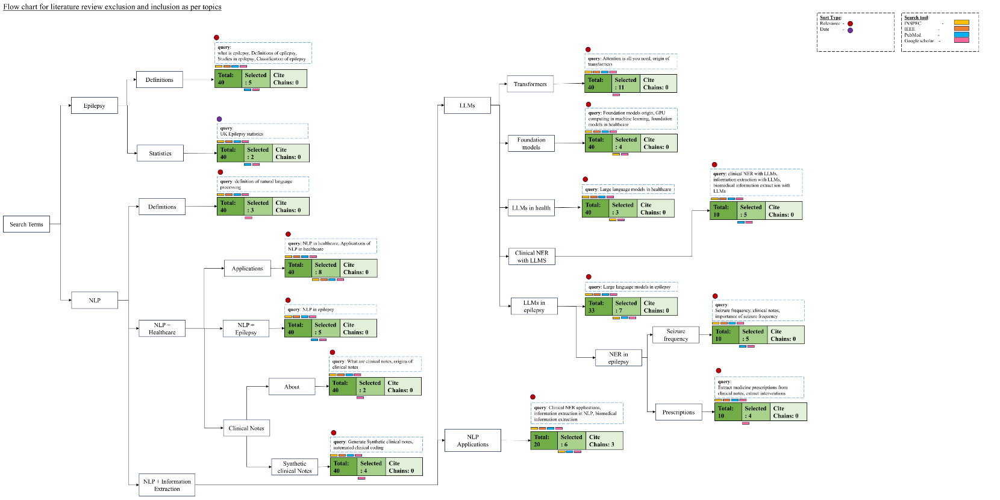 Flow chart for literature review exclusion and inclusion as per topics
Sort Type:
Relevance -
Date -
Search tool:
INSPEC -
IEEE -
PubMed -
Google scholar -
Search Terms
Epilepsy
Definitions
query:
what is epilepsy, Definitions of epilepsy,
Studies in epilepsy, Classification of epilepsy
Total: 40
Selected : 5
Cite Chains: 0
Statistics
query:
UK Epilepsy statistics
Total: 40
Selected : 2
Cite Chains: 0
NLP
Definitions
query: definition of natural language
processing
Total: 40
Selected : 3
Cite Chains: 0
NLP +
Healthcare
Applications
query: NLP in healthcare, Applications of
NLP in healthcare
Total: 40
Selected : 8
Cite Chains: 0
NLP +
Epilepsy
query: NLP in epilepsy
Total: 40
Selected : 5
Cite Chains: 0
Clinical Notes
About
query: What are clinical notes, origins of
clinical notes
Total: 40
Selected : 2
Cite Chains: 0
Synthetic
clinical Notes
query: Generate Synthetic clinical notes,
automated clinical coding
Total: 40
Selected : 4
Cite Chains: 0
NLP + Information
Extraction
LLMs
Transformers
query: Attention is all you need, origin of
transformers
Total: 40
Selected : 11
Cite Chains: 0
Foundation
models
query: Foundation models origin, GPU
computing in machine learning, foundation
models in healthcare
Total: 40
Selected : 4
Cite Chains: 0
LLMs in health
query: Large language models in healthcare
Total: 40
Selected : 3
Cite Chains: 0
Clinical NER
with LLMS
query: clinical NER with LLMs,
information extraction with LLMs,
biomedical information extract ion with
LLMs
Total: 10
Selected : 5
Cite Chains: 0
LLMs in
epilepsy
query: Large language models in epilepsy
Total: 33
Selected : 7
Cite Chains: 0
NER in
epilepsy
Seizure
frequency
query:
Seizure frequency, clinical notes,
importance of seizure frequency
Total: 10
Selected : 5
Cite Chains: 0
Prescriptions
query:
Extract medicine prescriptions from
clinical notes, extract interventions
Total: 10
Selected : 4
Cite Chains: 0
NLP
Applications
query: Clinical NER applications,
information extraction in NLP, biomedical
information extraction
Total: 20
Selected : 6
Cite Chains: 3